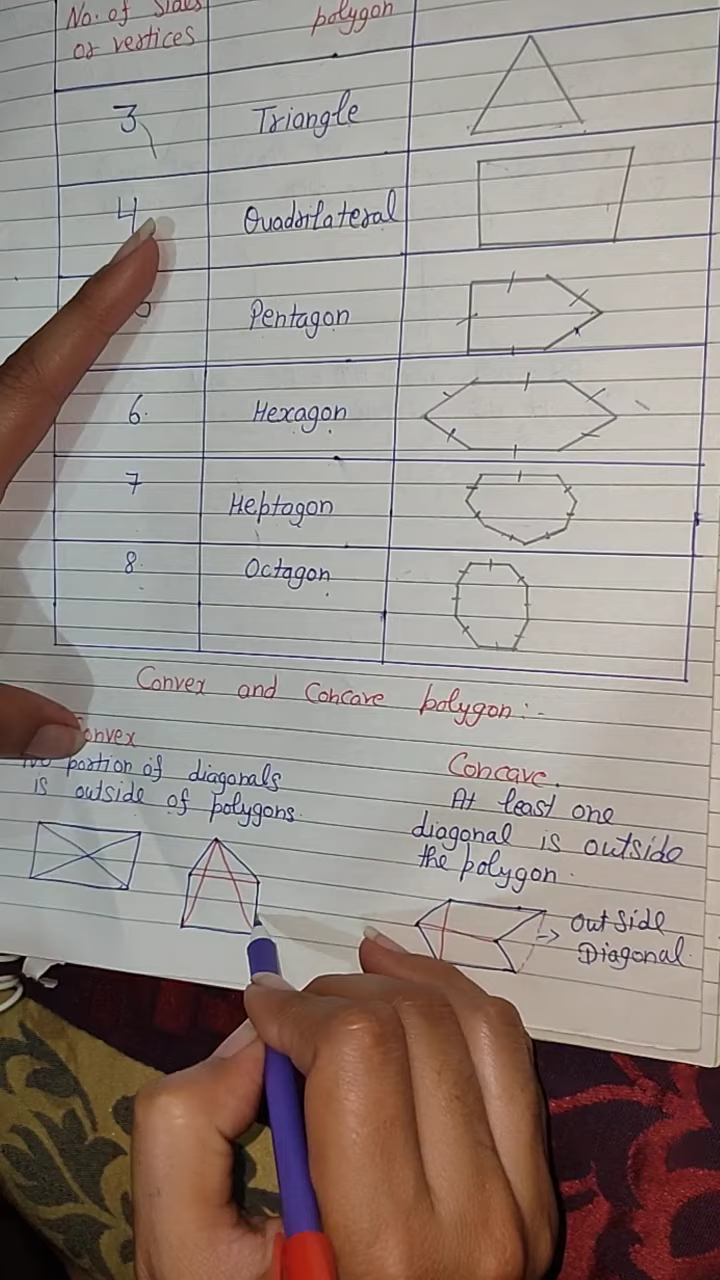 No. of Sides
or vertices
polygon
3
Triangle
4
Quadrilateral
Pentagon
6.
Hexagon
7
Heptagon
8.
Octagon
Convex and Concave polygon:-
Convex
No portion of diagonals
is outside of polygons.
Concave.
At least one
diagonal is outside
the polygon.
Outside
Diagonal.